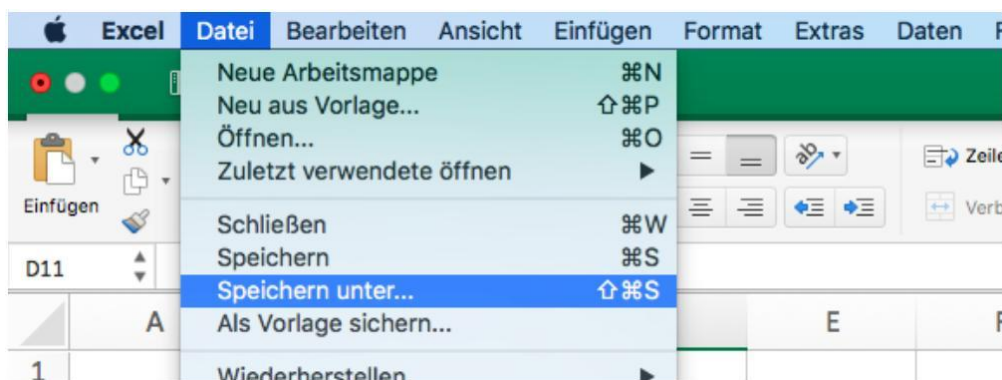 Excel Datei Bearbeiten Ansicht Einfügen Format Extras Daten
Neue Arbeitsmappe ⌘N
Neu aus Vorlage... ⇧⌘P
Öffnen... ⌘O
Zuletzt verwendete öffnen ▶
Einfügen
Schließen ⌘W
Speichern ⌘S
Speichern unter... ⇧⌘S
Als Vorlage sichern...
Wiederherstellen ▶
D11
A E
1